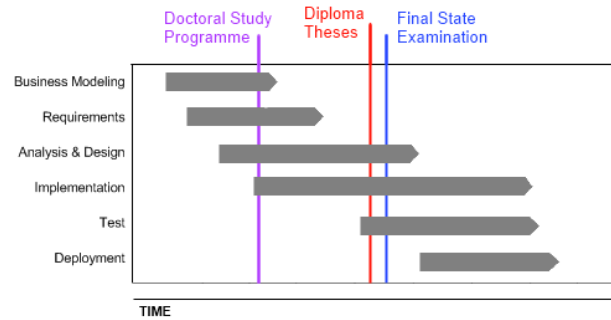 Doctoral Study
Programme
Diploma
Theses
Final State
Examination
Business Modeling
Requirements
Analysis & Design
Implementation
Test
Deployment
TIME